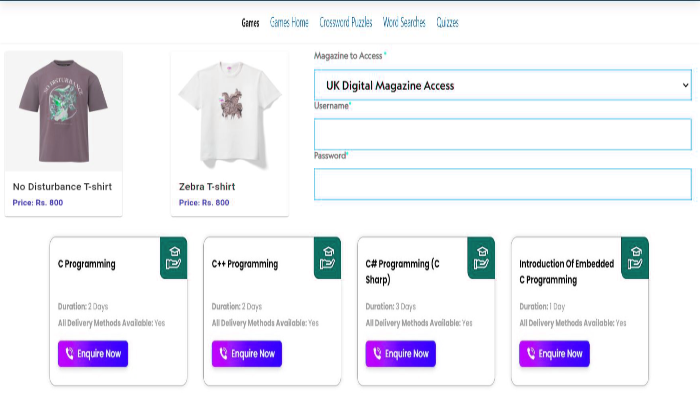 Games Games Home Crossword Puzzles Word Searches Quizzes
NO DISTURBANCE
No Disturbance T-shirt
Price: Rs. 800
Zebra T-shirt
Price: Rs. 800
Magazine to Access *
UK Digital Magazine Access
Username*
Password*
C Programming
Duration: 2 Days
All Delivery Methods Available: Yes
Enquire Now
C++ Programming
Duration: 2 Days
All Delivery Methods Available: Yes
Enquire Now
C# Programming (C
Sharp)
Duration: 3 Days
All Delivery Methods Available: Yes
Enquire Now
Introduction Of Embedded
C Programming
Duration: 1 Day
All Delivery Methods Available: Yes
Enquire Now